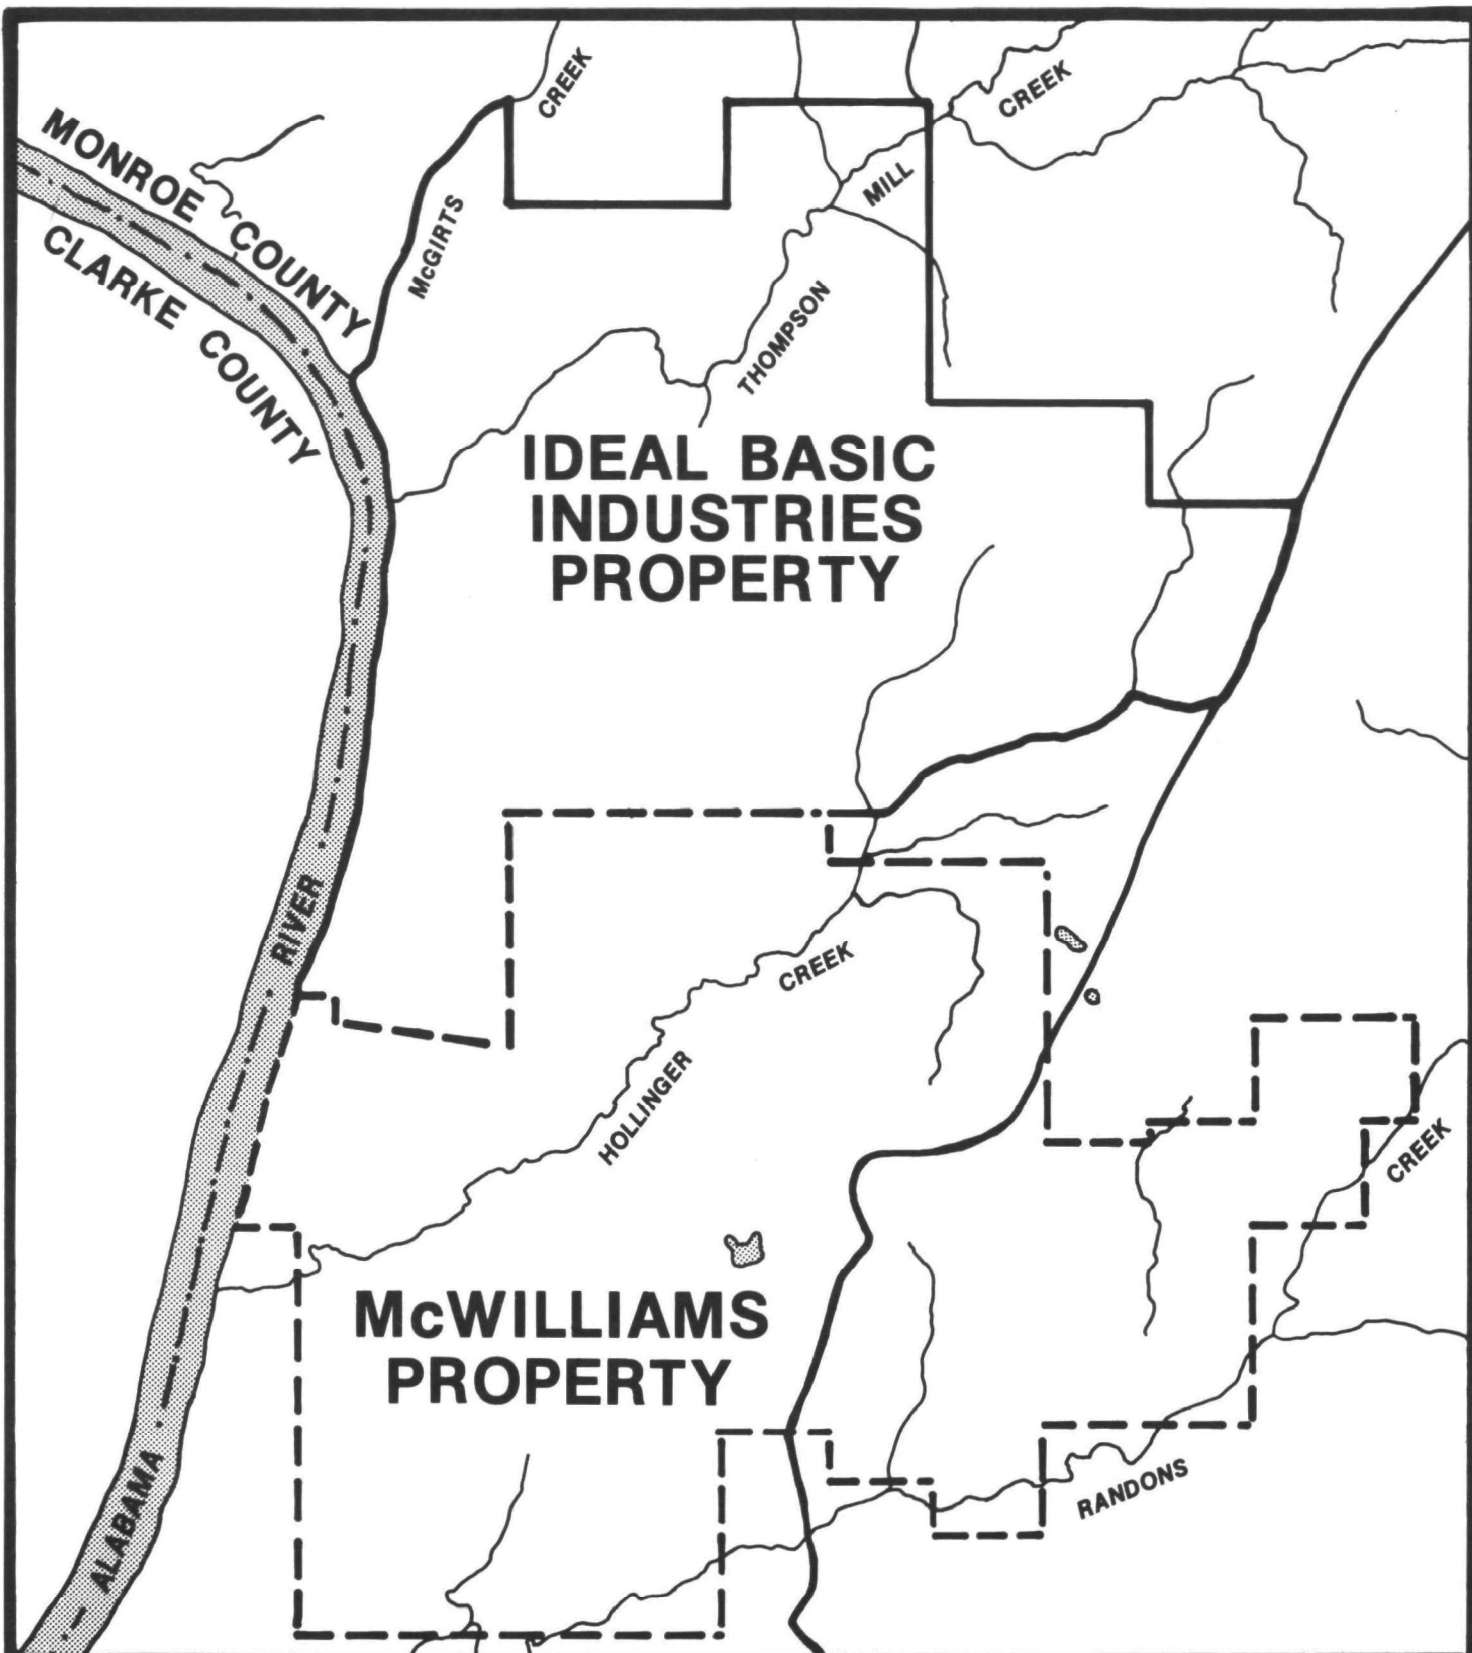 CREEK
CREEK
MONROE COUNTY
MILL
McGIRTS
CLARKE COUNTY
THOMPSON
IDEAL BASIC
INDUSTRIES
PROPERTY
RIVER
CREEK
HOLLINGER
CREEK
McWILLIAMS
PROPERTY
RANDONS
ALABAMA